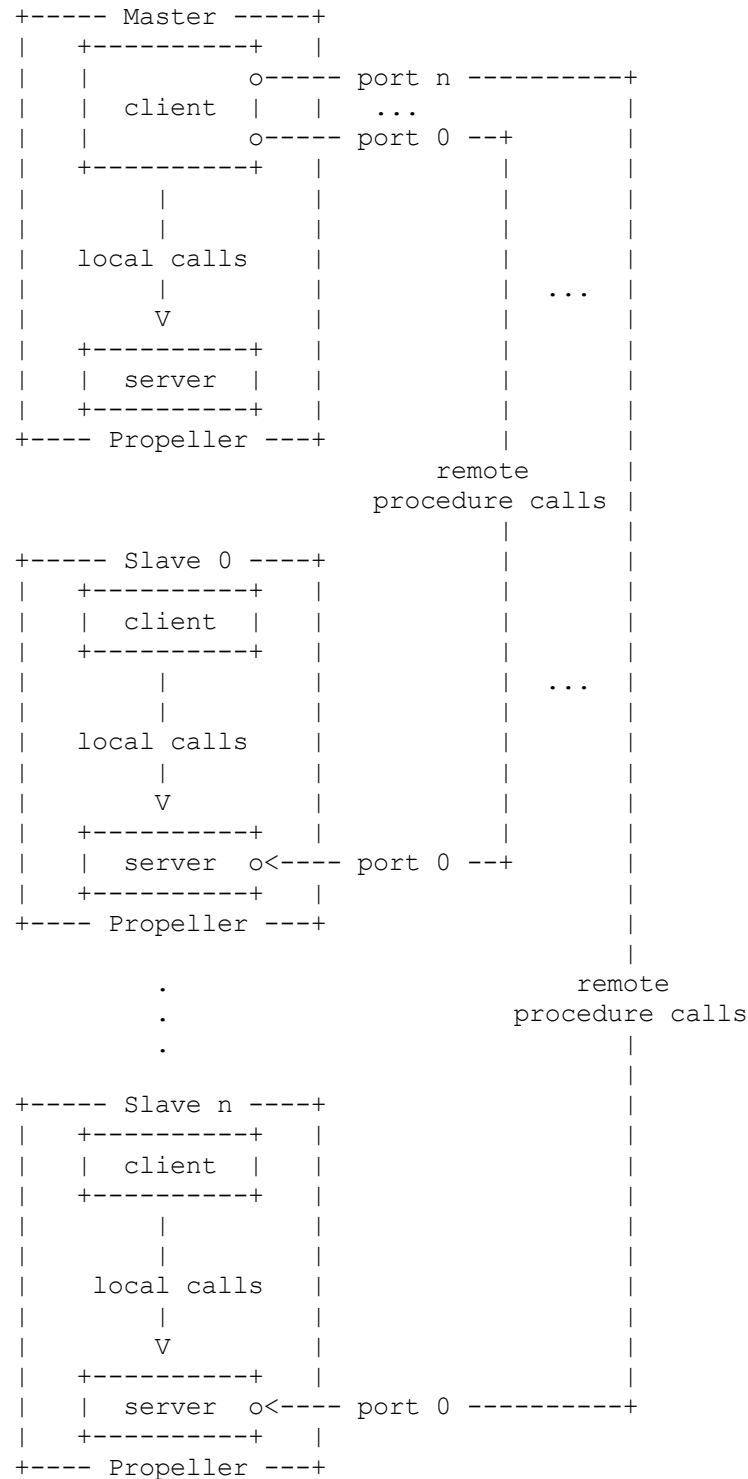 +----- Master -----+
|   +----------+   |
|   |          o----- port n ----------+
|   |  client  |   |   ...             |
|   |          o----- port 0 --+       |
|   +----------+   |           |       |
|        |         |           |       |
|        |         |           |       |
|   local calls    |           |       |
|        |         |           |  ...  |
|        V         |           |       |
|   +----------+   |           |       |
|   |  server  |   |           |       |
|   +----------+   |           |       |
+---- Propeller ---+           |       |
                           remote      |
                       procedure calls |
                               |       |
+----- Slave 0 ----+           |       |
|   +----------+   |           |       |
|   |  client  |   |           |       |
|   +----------+   |           |       |
|        |         |           |  ...  |
|        |         |           |       |
|   local calls    |           |       |
|        |         |           |       |
|        V         |           |       |
|   +----------+   |           |       |
|   |  server  o<---- port 0 --+       |
|   +----------+   |                   |
+---- Propeller ---+                   |
                                       |
         .                          remote
         .                      procedure calls
         .                             |
                                       |
+----- Slave n ----+                   |
|   +----------+   |                   |
|   |  client  |   |                   |
|   +----------+   |                   |
|        |         |                   |
|        |         |                   |
|    local calls   |                   |
|        |         |                   |
|        V         |                   |
|   +----------+   |                   |
|   |  server  o<---- port 0 ----------+
|   +----------+   |
+---- Propeller ---+